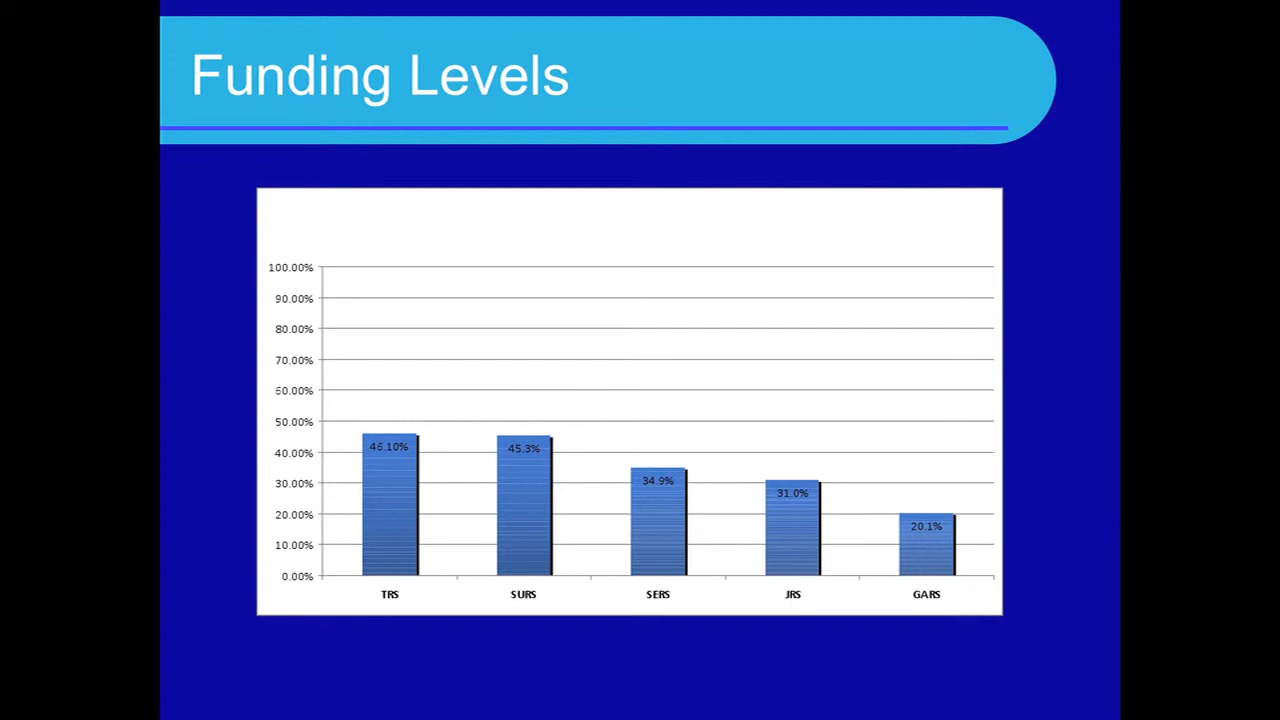 Funding Levels
100.00%
90.00%
80.00%
70.00%
60.00%
50.00%
40.00%
30.00%
20.00%
10.00%
0.00%
46.10%
45.3%
34.9%
31.0%
20.1%
TRS
SURS
SERS
JRS
GARS